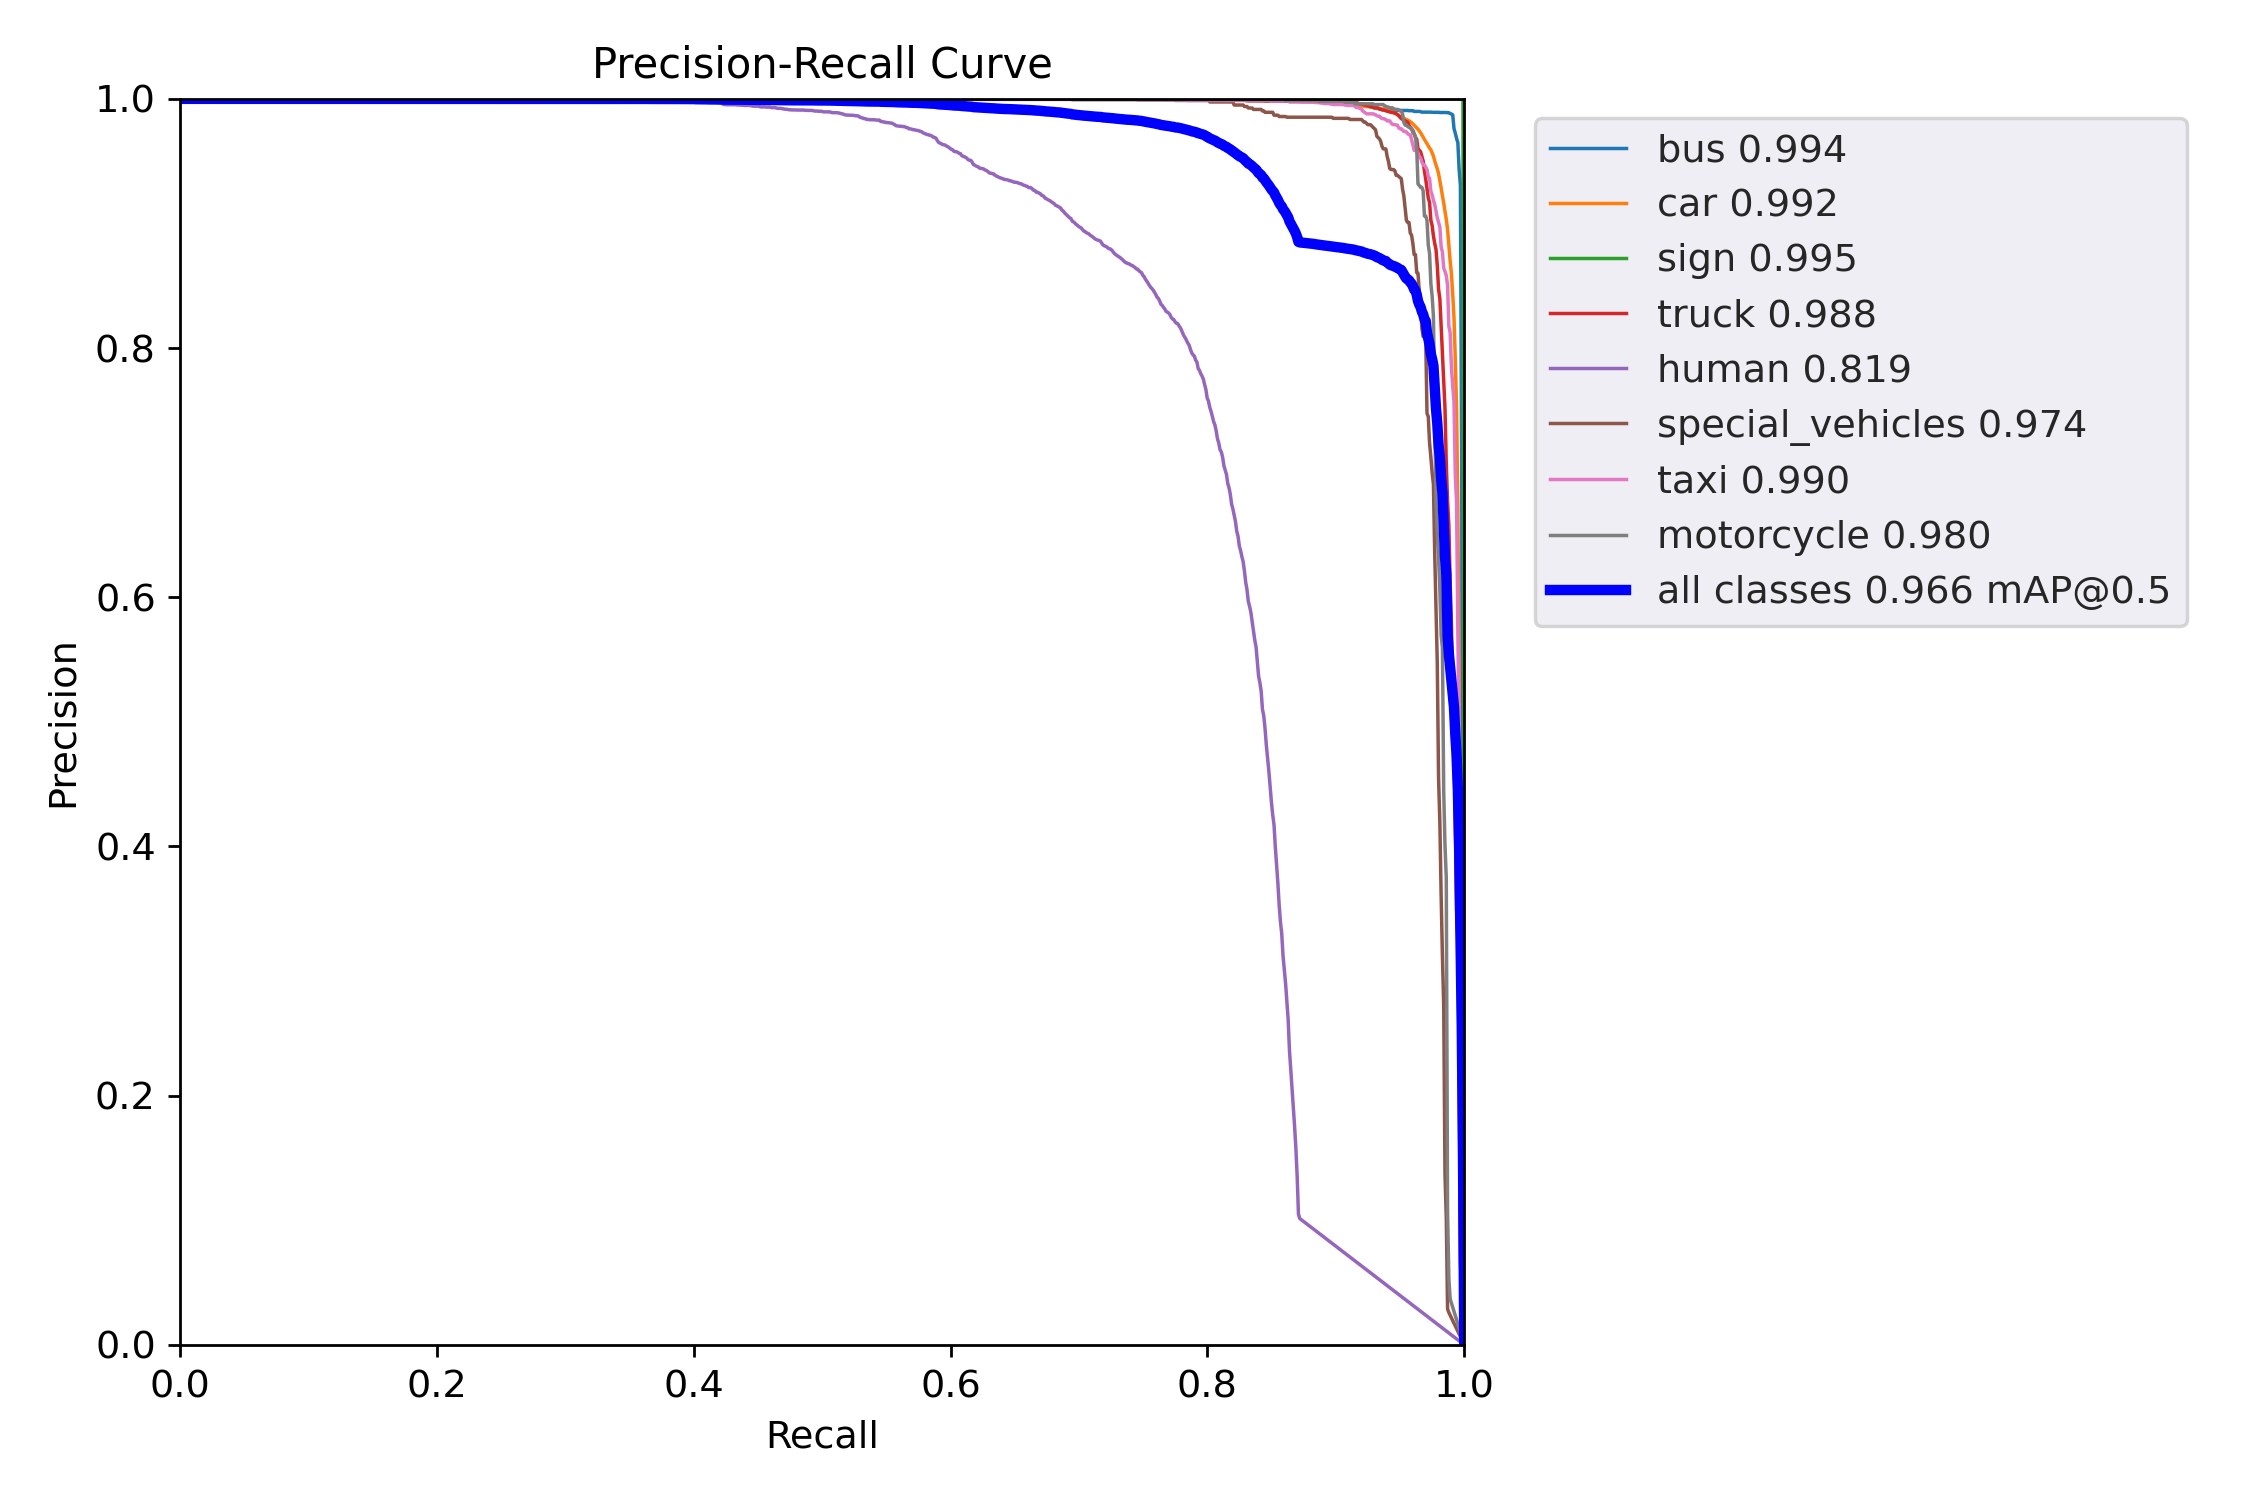 Precision-Recall Curve
1.0
0.8
0.6
0.4
0.2
0.0
Precision
0.0 0.2 0.4 0.6 0.8 1.0
Recall
bus 0.994
car 0.992
sign 0.995
truck 0.988
human 0.819
special_vehicles 0.974
taxi 0.990
motorcycle 0.980
all classes 0.966 mAP@0.5